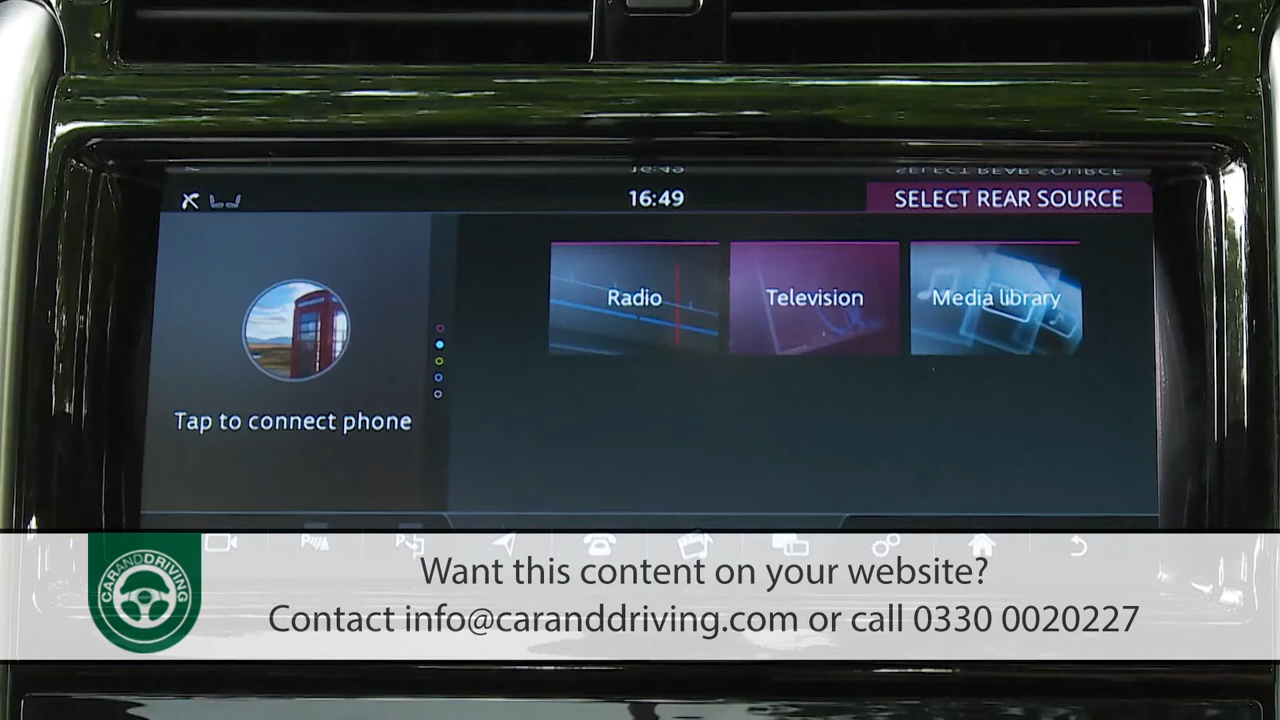 16:49
SELECT REAR SOURCE
Radio
Television
Media library
Tap to connect phone
CARANDDRIVING
Want this content on your website?
Contact info@caranddriving.com or call 0330 0020227